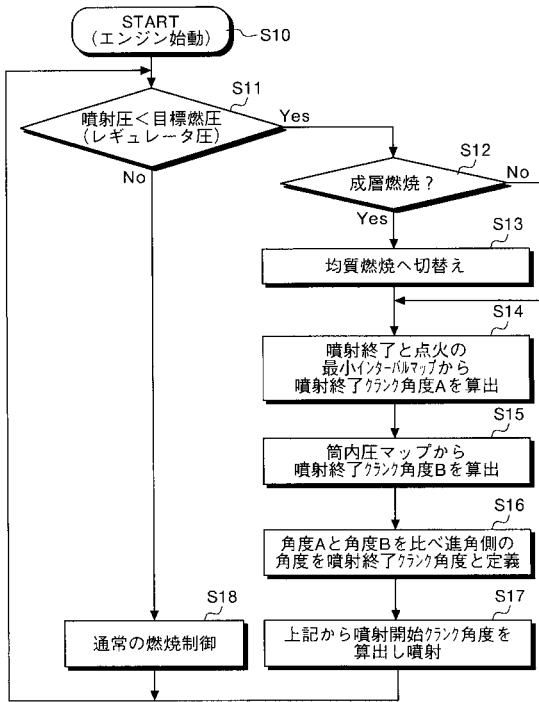 START
(エンジン始動)
S10
S11
噴射圧<目標燃圧
(レギュレータ圧)
Yes
No
S12
成層燃焼?
No
Yes
S13
均質燃焼へ切替え
S14
噴射終了と点火の
最小インターバルマップから
噴射終了クランク角度Aを算出
S15
筒内圧マップから
噴射終了クランク角度Bを算出
S16
角度Aと角度Bを比べ進角側の
角度を噴射終了クランク角度と定義
S17
上記から噴射開始クランク角度を
算出し噴射
S18
通常の燃焼制御